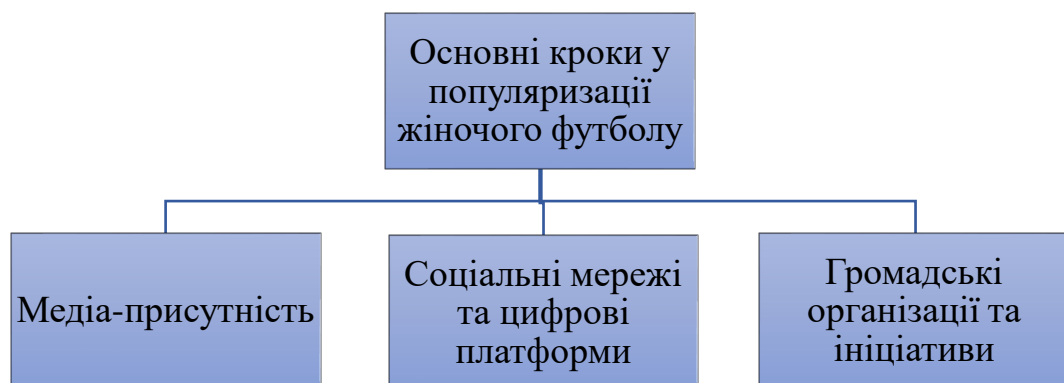 Основні кроки у
популяризації
жіночого футболу
Медіа-присутність
Соціальні мережі
та цифрові
платформи
Громадські
організації та
ініціативи